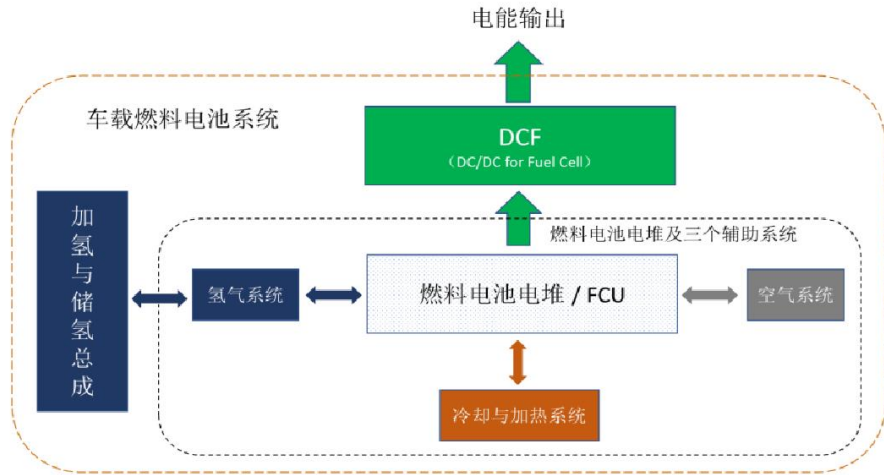 电能输出
车载燃料电池系统
DCF
（DC/DC for Fuel Cell）
燃料电池电堆及三个辅助系统
加氢与储氢总成
氢气系统
燃料电池电堆 / FCU
空气系统
冷却与加热系统